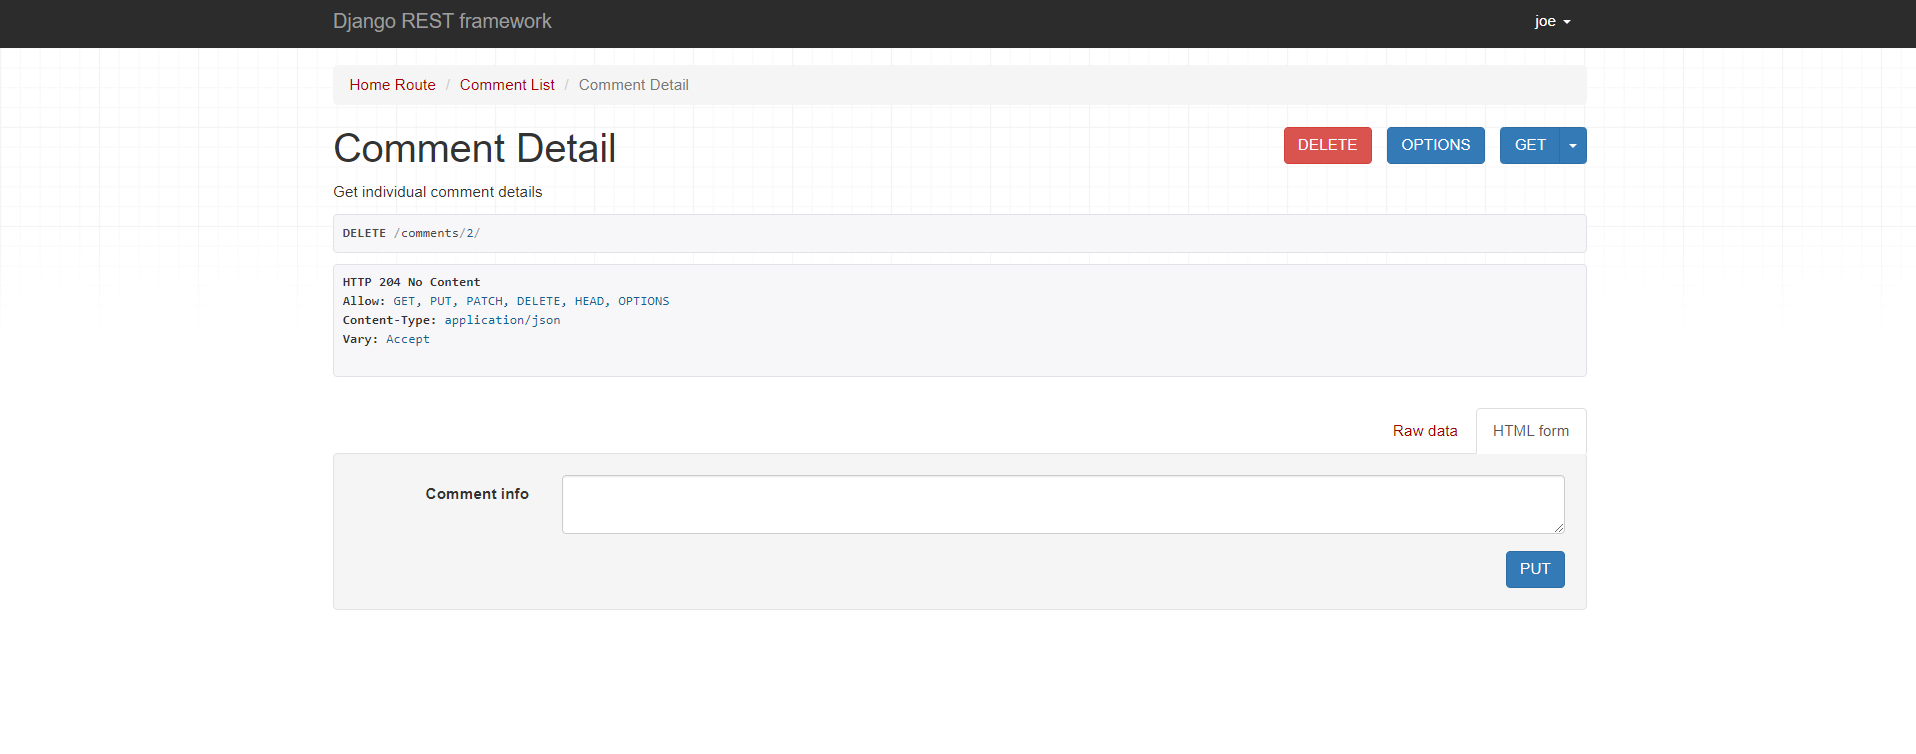 Django REST framework
joe
Home Route / Comment List / Comment Detail
Comment Detail
DELETE
OPTIONS
GET
Get individual comment details
DELETE /comments/2/
HTTP 204 No Content
Allow: GET, PUT, PATCH, DELETE, HEAD, OPTIONS
Content-Type: application/json
Vary: Accept
Raw data
HTML form
Comment info
PUT